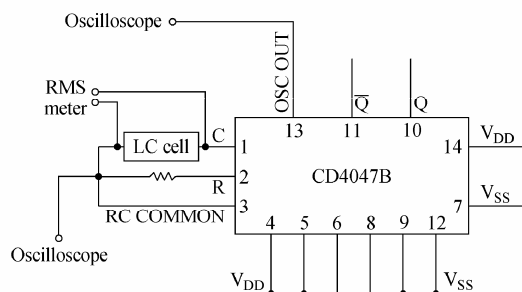 Oscilloscope
OSC OUT
RMS
meter
Q̅
Q
C
13
11
10
LC cell
1
14
V_DD
2
CD4047B
R
3
7
V_SS
RC COMMON
4
5
6
8
9
12
Oscilloscope
V_DD
V_SS